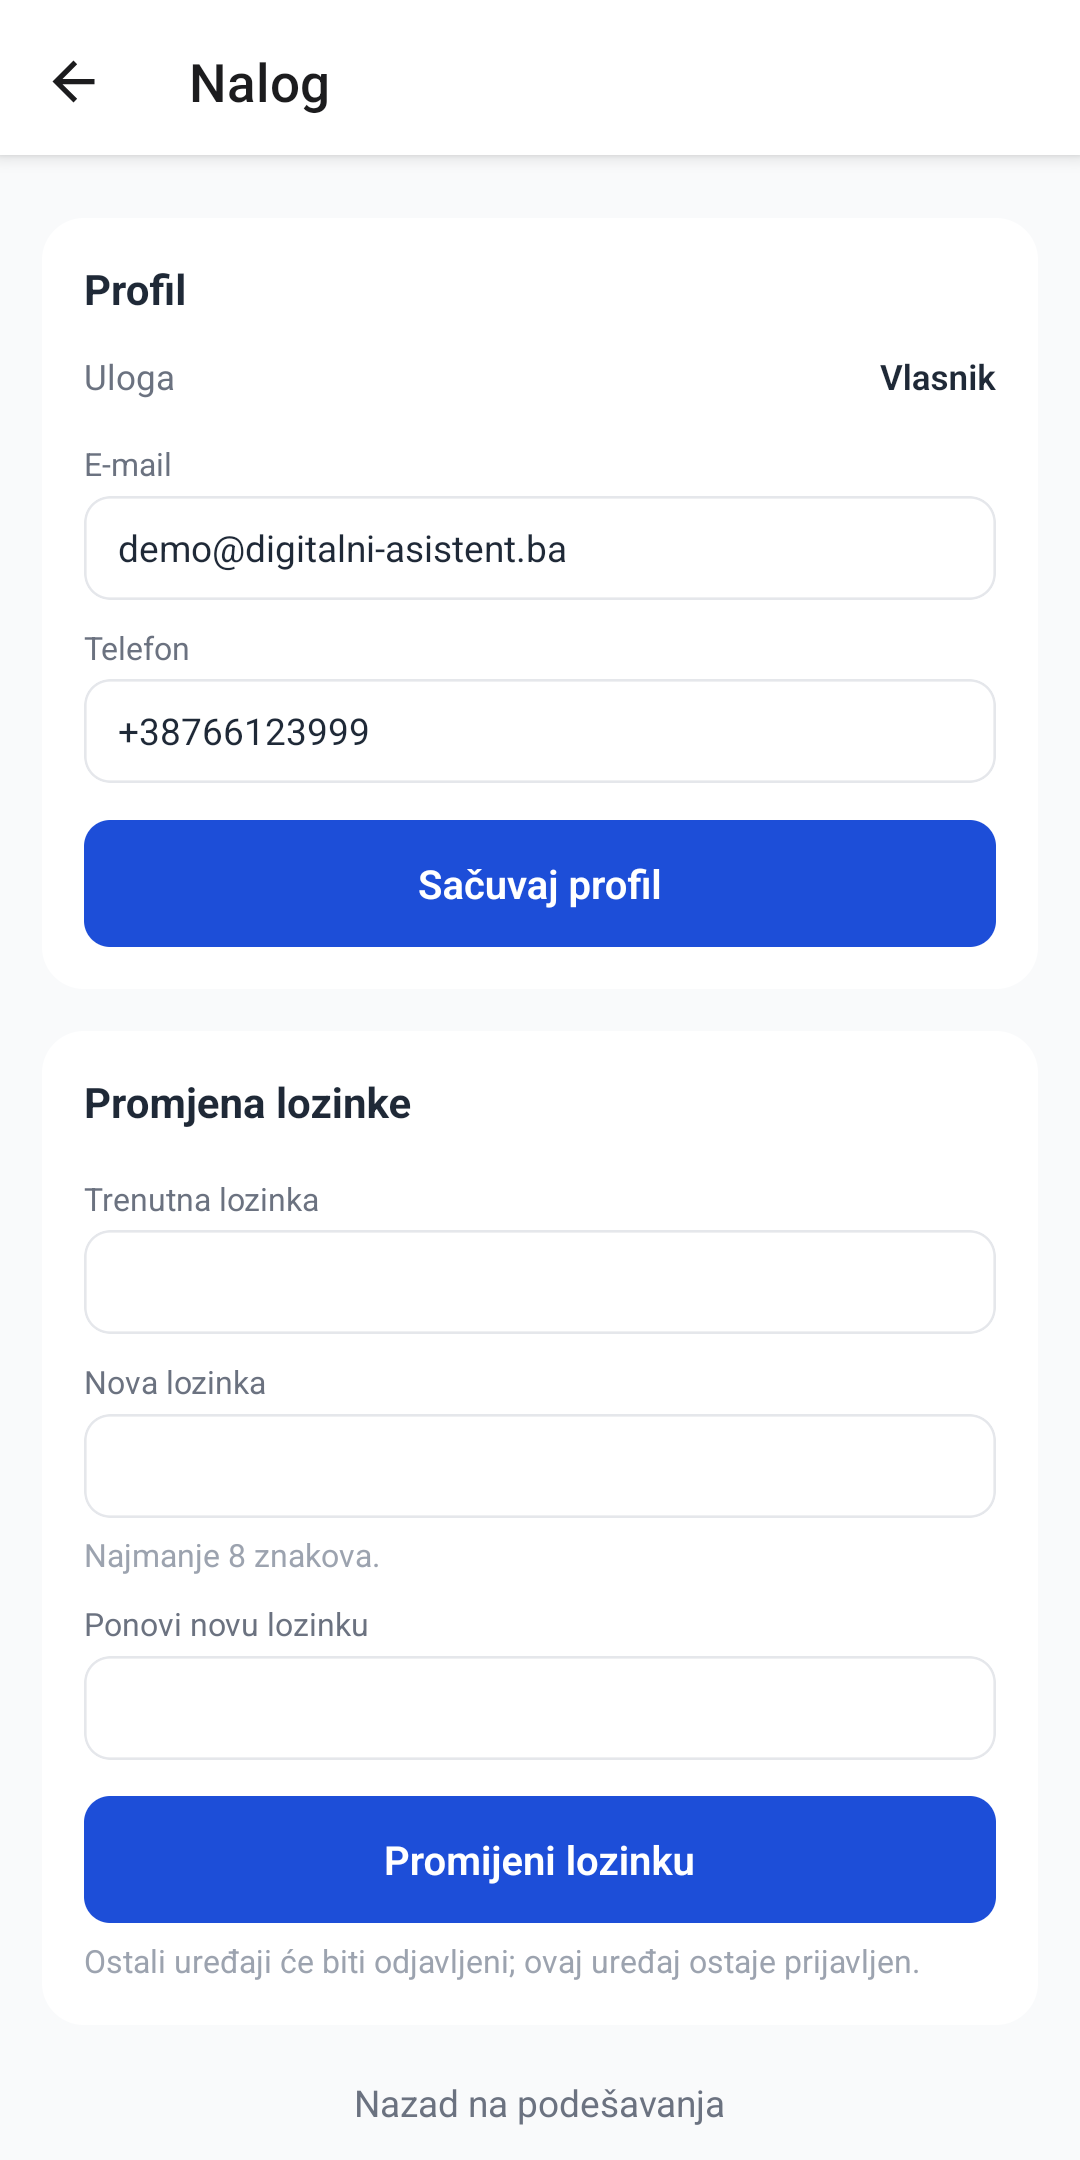 Nalog
Profil
Uloga
Vlasnik
E-mail
demo@digitalni-asistent.ba
Telefon
+38766123999
Sačuvaj profil
Promjena lozinke
Trenutna lozinka
Nova lozinka
Najmanje 8 znakova.
Ponovi novu lozinku
Promijeni lozinku
Ostali uređaji će biti odjavljeni; ovaj uređaj ostaje prijavljen.
Nazad na podešavanja